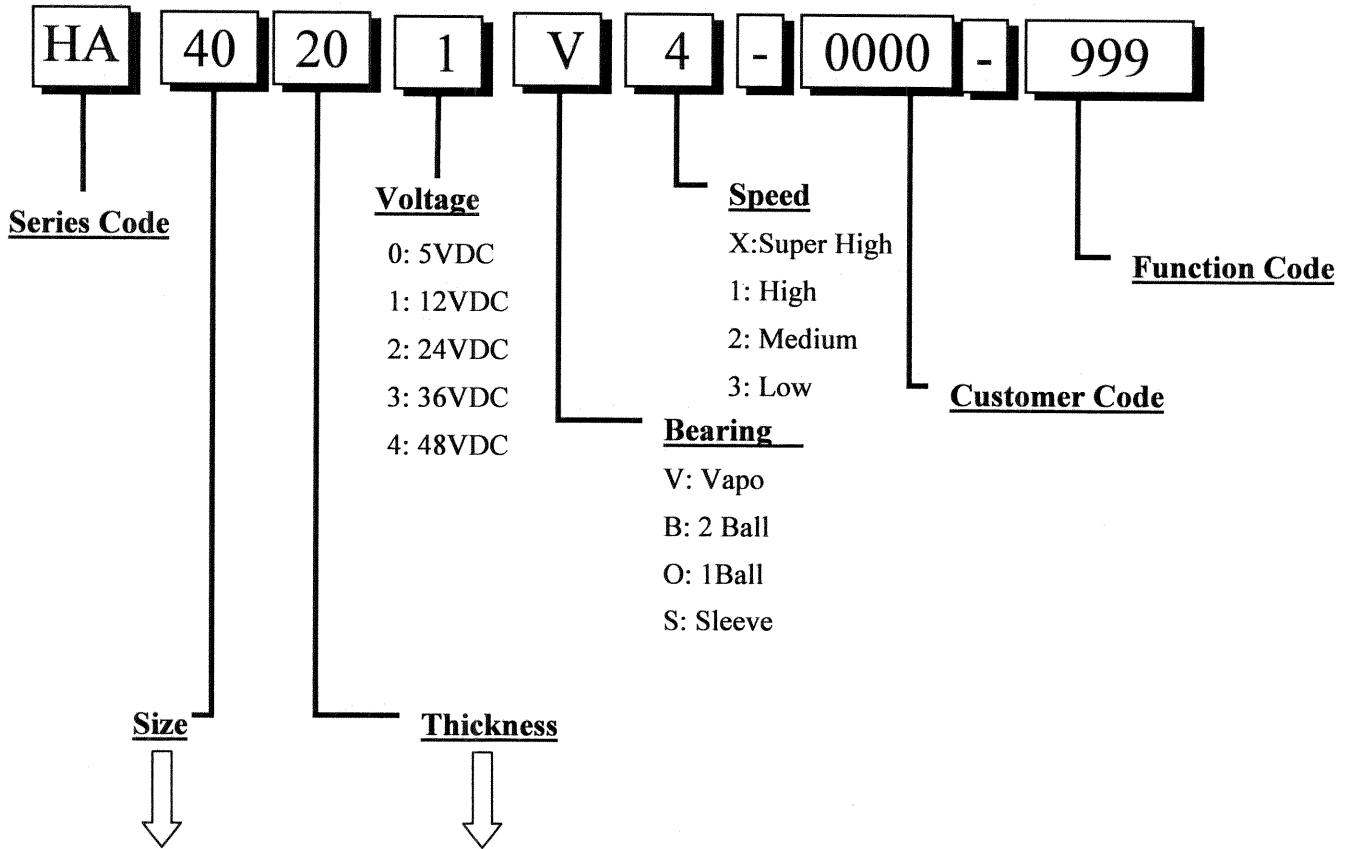 HA 40 20 1 V 4 - 0000 - 999
Series Code
Voltage
0: 5VDC
1: 12VDC
2: 24VDC
3: 36VDC
4: 48VDC
Speed
X:Super High
1: High
2: Medium
3: Low
Function Code
Customer Code
Bearing
V: Vapo
B: 2 Ball
O: 1Ball
S: Sleeve
Size
Thickness